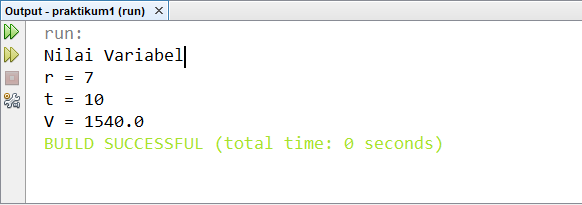 Output - praktikum1 (run)
run:
Nilai Variabel
r = 7
t = 10
V = 1540.0
BUILD SUCCESSFUL (total time: 0 seconds)